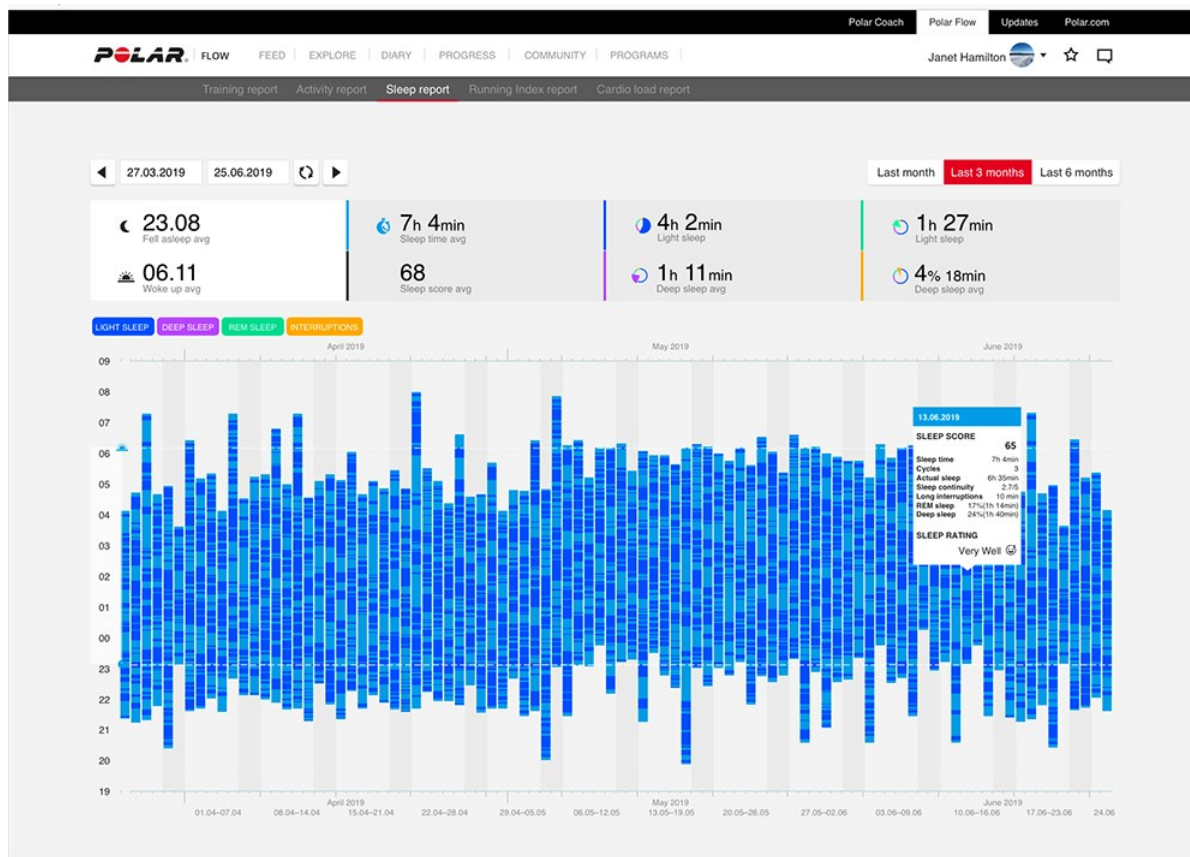 Polar Coach Polar Flow Updates Polar.com
POLAR. FLOW FEED EXPLORE DIARY PROGRESS COMMUNITY PROGRAMS Janet Hamilton
Training report Activity report Sleep report Running Index report Cardio load report
27.03.2019 25.06.2019 Last month Last 3 months Last 6 months
23.08 7h 4min 4h 2min 1h 27min
Fell asleep avg Sleep time avg Light sleep Light sleep
06.11 68 1h 11min 4% 18min
Woke up avg Sleep score avg Deep sleep avg Deep sleep avg
LIGHT SLEEP DEEP SLEEP REM SLEEP INTERRUPTIONS
April 2019 May 2019 June 2019
09
08
07
06
05
04
03
02
01
00
23
22
21
20
19
13.06.2019
SLEEP SCORE
65
Sleep time 7h 4min
Cycles 3
Actual sleep 6h 35min
Sleep continuity 2.7/5
Long interruptions 10 min
REM sleep 17%(1h 14min)
Deep sleep 24%(1h 40min)
SLEEP RATING
Very Well
April 2019 May 2019 June 2019
01.04–07.04 08.04–14.04 15.04–21.04 22.04–28.04 29.04–05.05 06.05–12.05 13.05–19.05 20.05–26.05 27.05–02.06 03.06–09.06 10.06–16.06 17.06–23.06 24.06